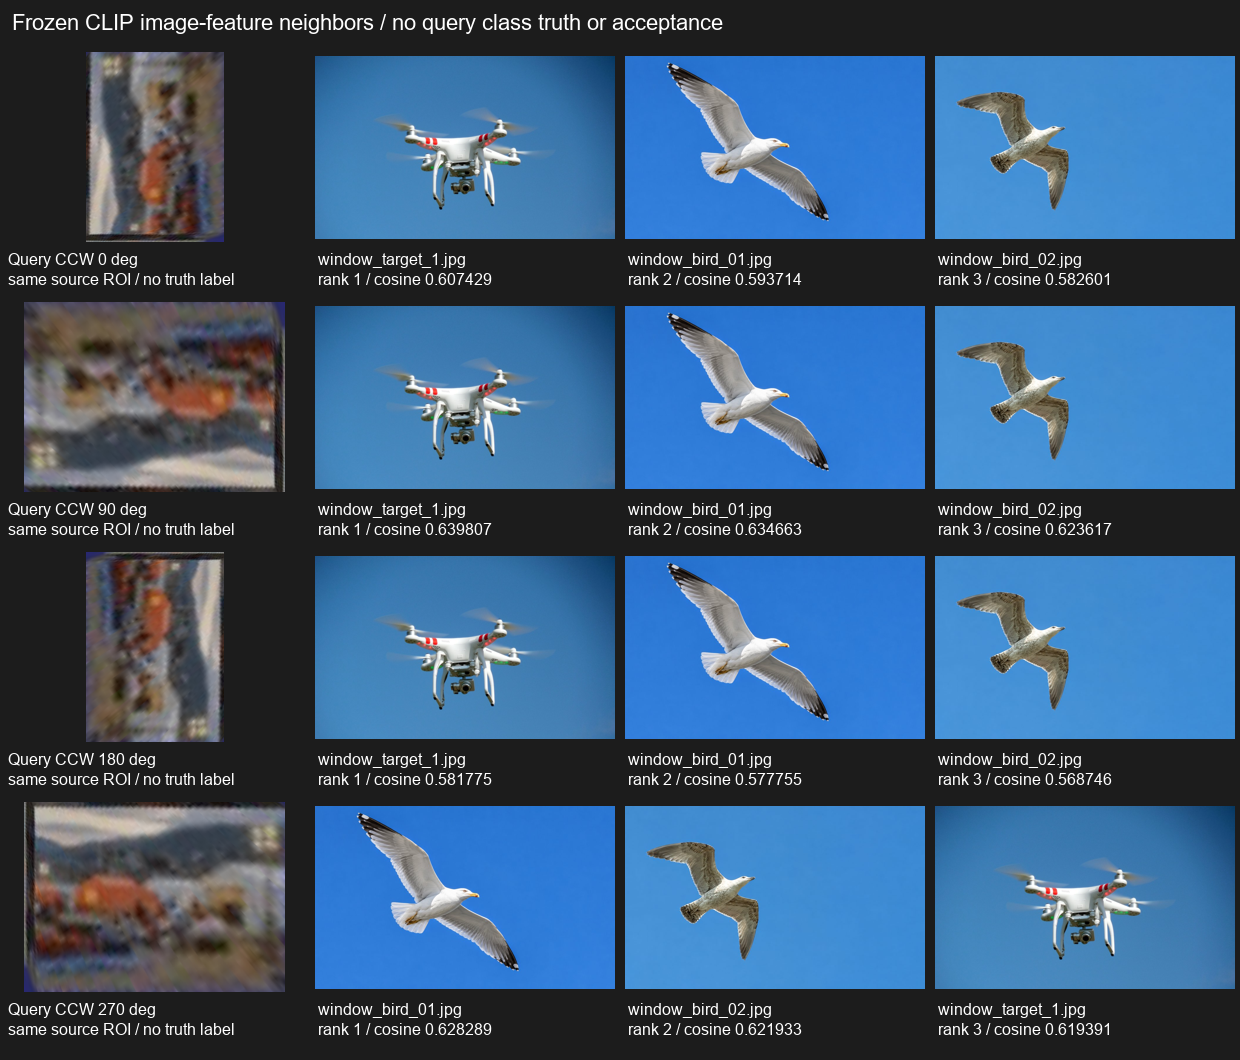 Frozen CLIP image-feature neighbors / no query class truth or acceptance
Query CCW 0 deg
same source ROI / no truth label
window_target_1.jpg
rank 1 / cosine 0.607429
window_bird_01.jpg
rank 2 / cosine 0.593714
window_bird_02.jpg
rank 3 / cosine 0.582601
Query CCW 90 deg
same source ROI / no truth label
window_target_1.jpg
rank 1 / cosine 0.639807
window_bird_01.jpg
rank 2 / cosine 0.634663
window_bird_02.jpg
rank 3 / cosine 0.623617
Query CCW 180 deg
same source ROI / no truth label
window_target_1.jpg
rank 1 / cosine 0.581775
window_bird_01.jpg
rank 2 / cosine 0.577755
window_bird_02.jpg
rank 3 / cosine 0.568746
Query CCW 270 deg
same source ROI / no truth label
window_bird_01.jpg
rank 1 / cosine 0.628289
window_bird_02.jpg
rank 2 / cosine 0.621933
window_target_1.jpg
rank 3 / cosine 0.619391